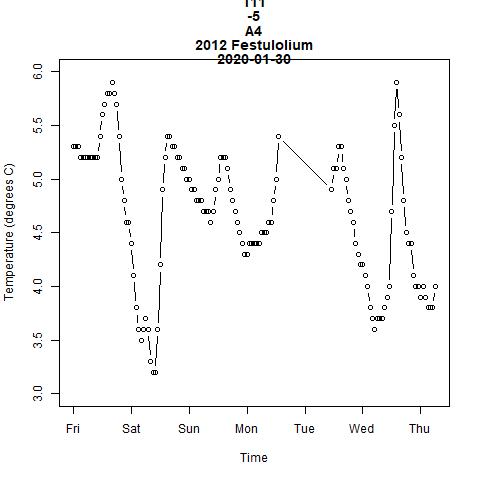 T11
-5
A4
2012 Festulolium
2020-01-30
Temperature (degrees C)
6.0
5.5
5.0
4.5
4.0
3.5
3.0
Fri Sat Sun Mon Tue Wed Thu
Time